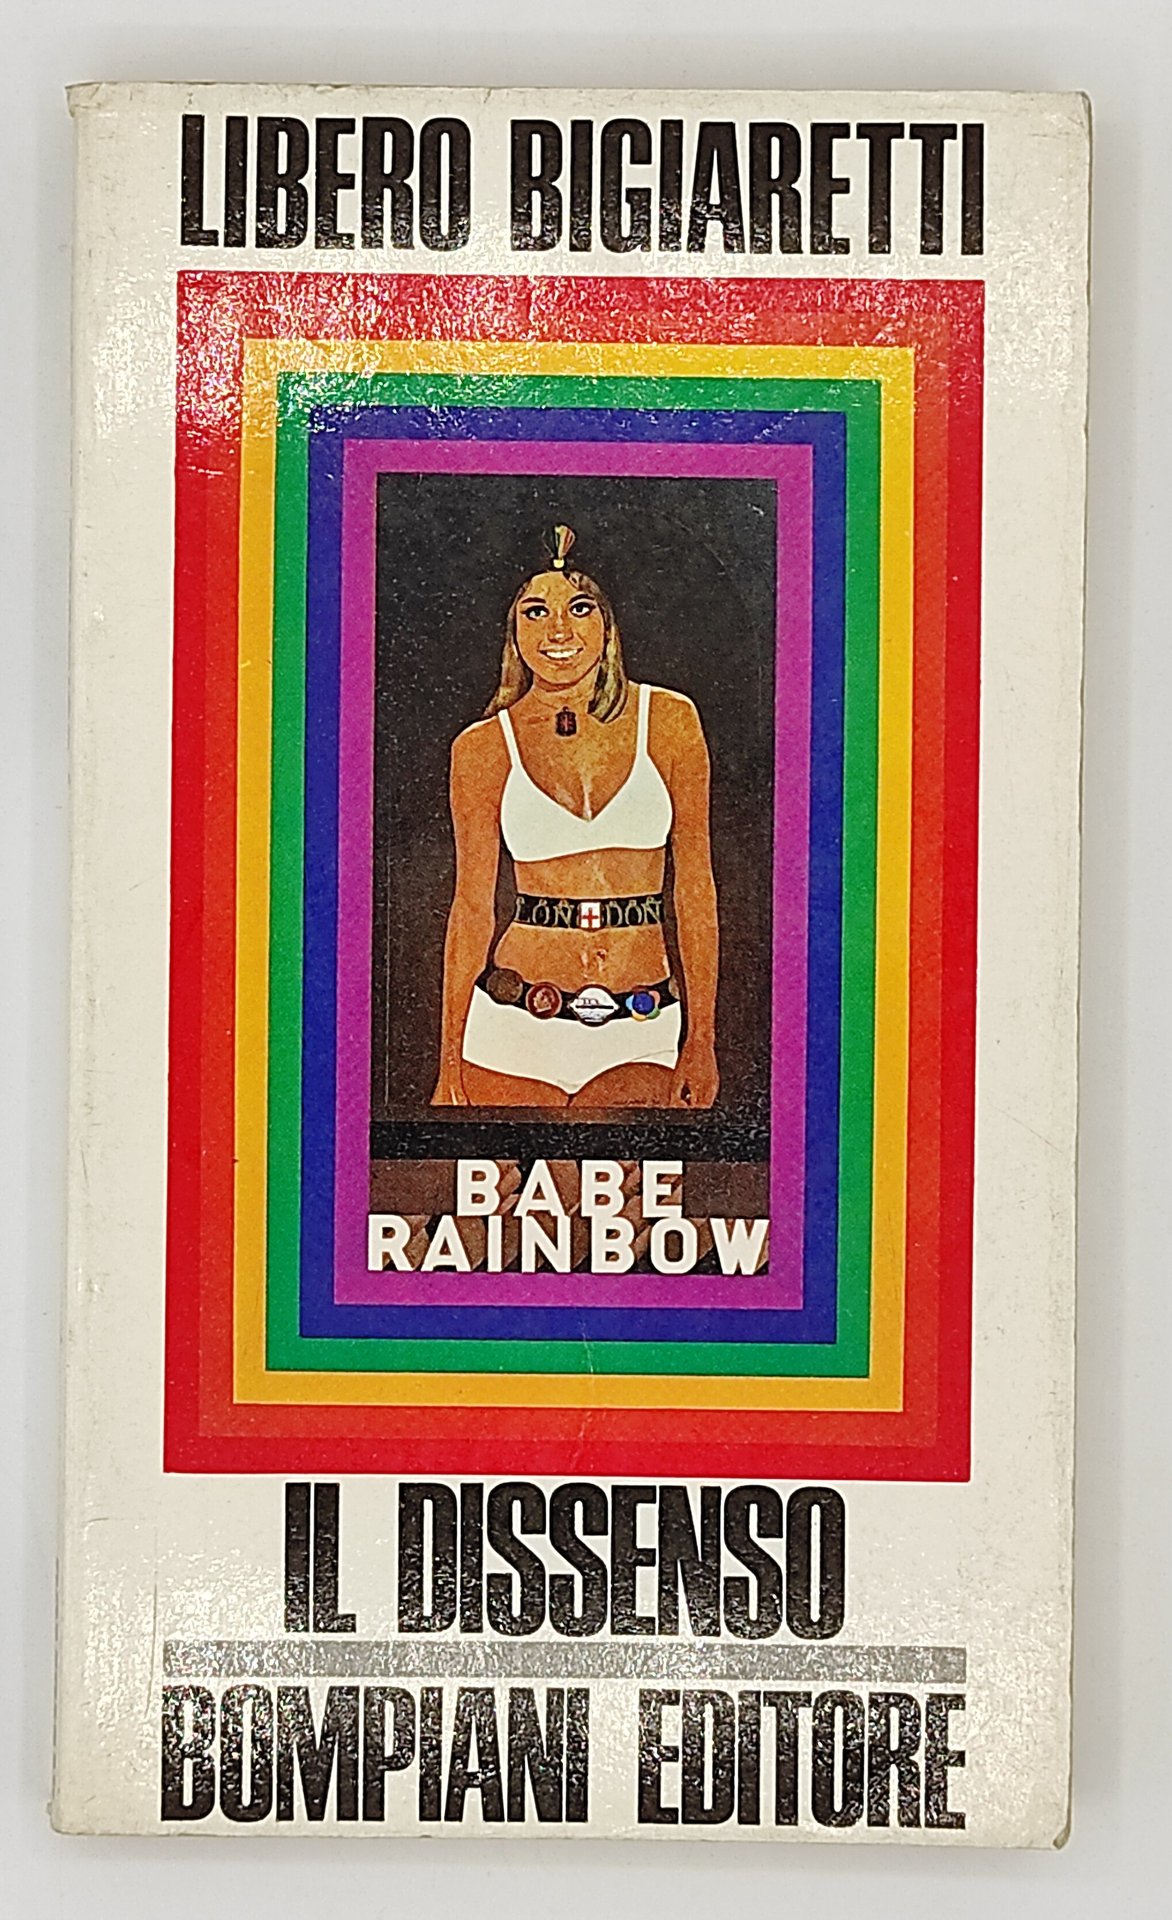 LIBERO BIGIARETTI
LONDON
BABE
RAINBOW
IL DISSENSO
BOMPIANI EDITORE